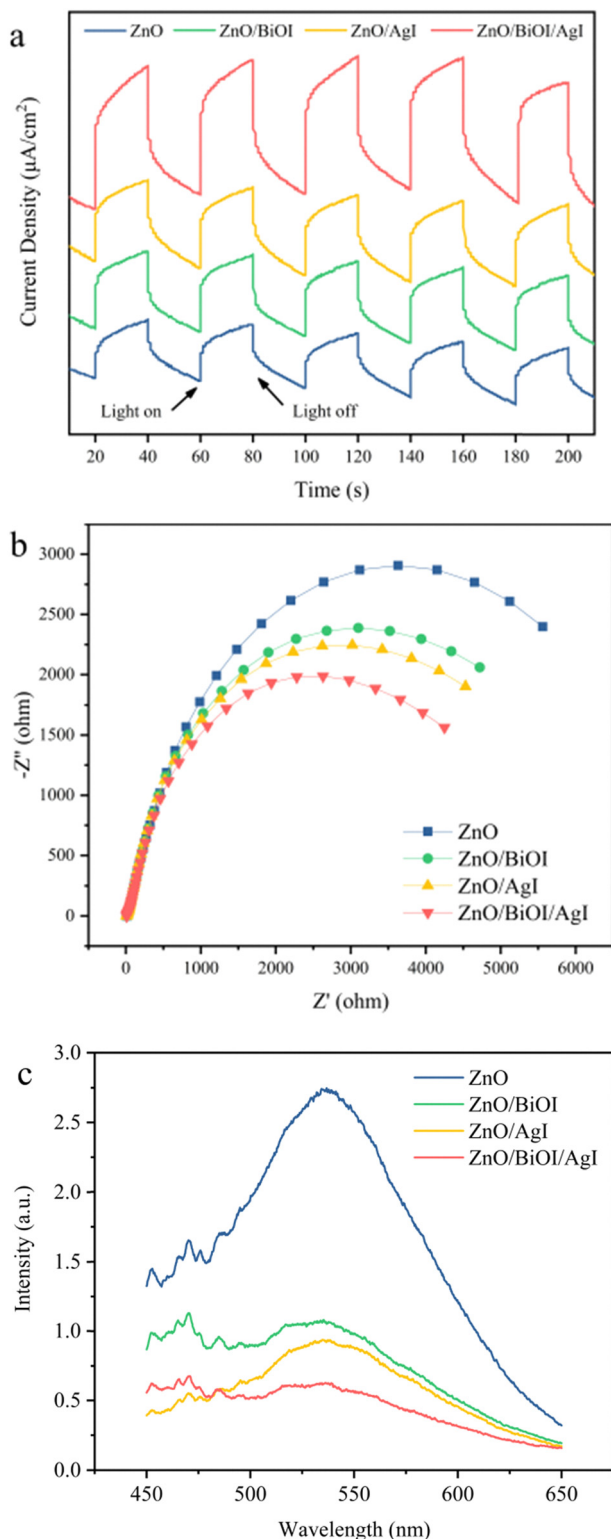 a
ZnO ZnO/BiOI ZnO/AgI ZnO/BiOI/AgI
Current Density (μA/cm²)
Light on Light off
20 40 60 80 100 120 140 160 180 200
Time (s)
b
3000
2500
2000
1500
1000
500
0
-Z" (ohm)
ZnO
ZnO/BiOI
ZnO/AgI
ZnO/BiOI/AgI
0 1000 2000 3000 4000 5000 6000
Z' (ohm)
c
3.0
2.5
2.0
1.5
1.0
0.5
0.0
Intensity (a.u.)
ZnO
ZnO/BiOI
ZnO/AgI
ZnO/BiOI/AgI
450 500 550 600 650
Wavelength (nm)